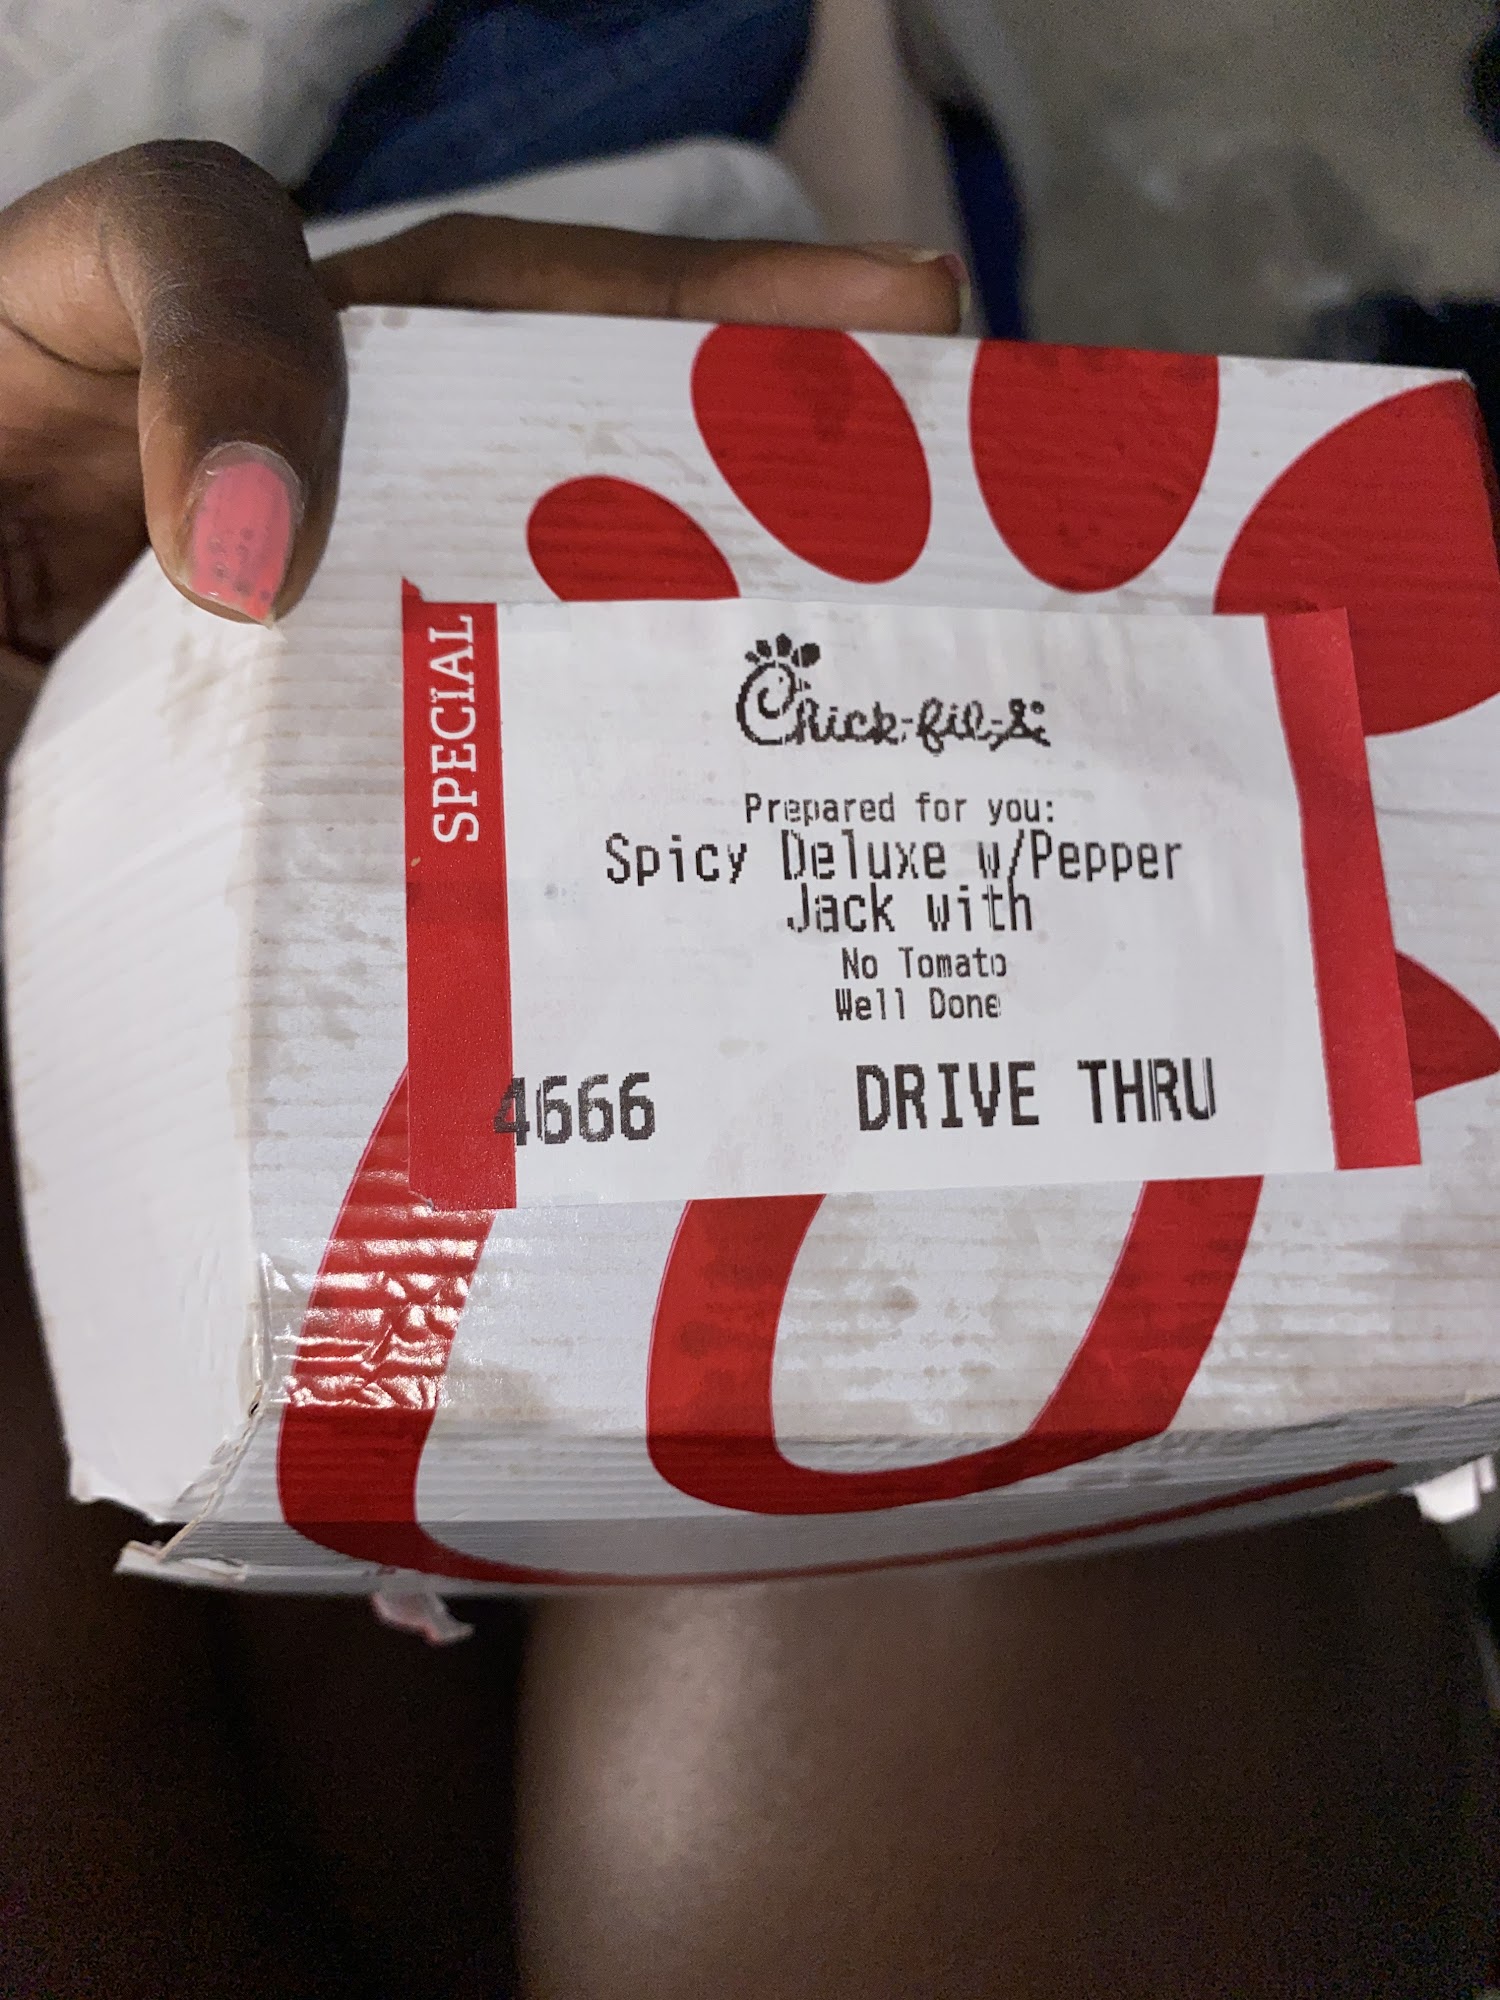 SPECIAL
Chick-fil-A
Prepared for you:
Spicy Deluxe w/Pepper
Jack with
No Tomato
Well Done
4666 DRIVE THRU